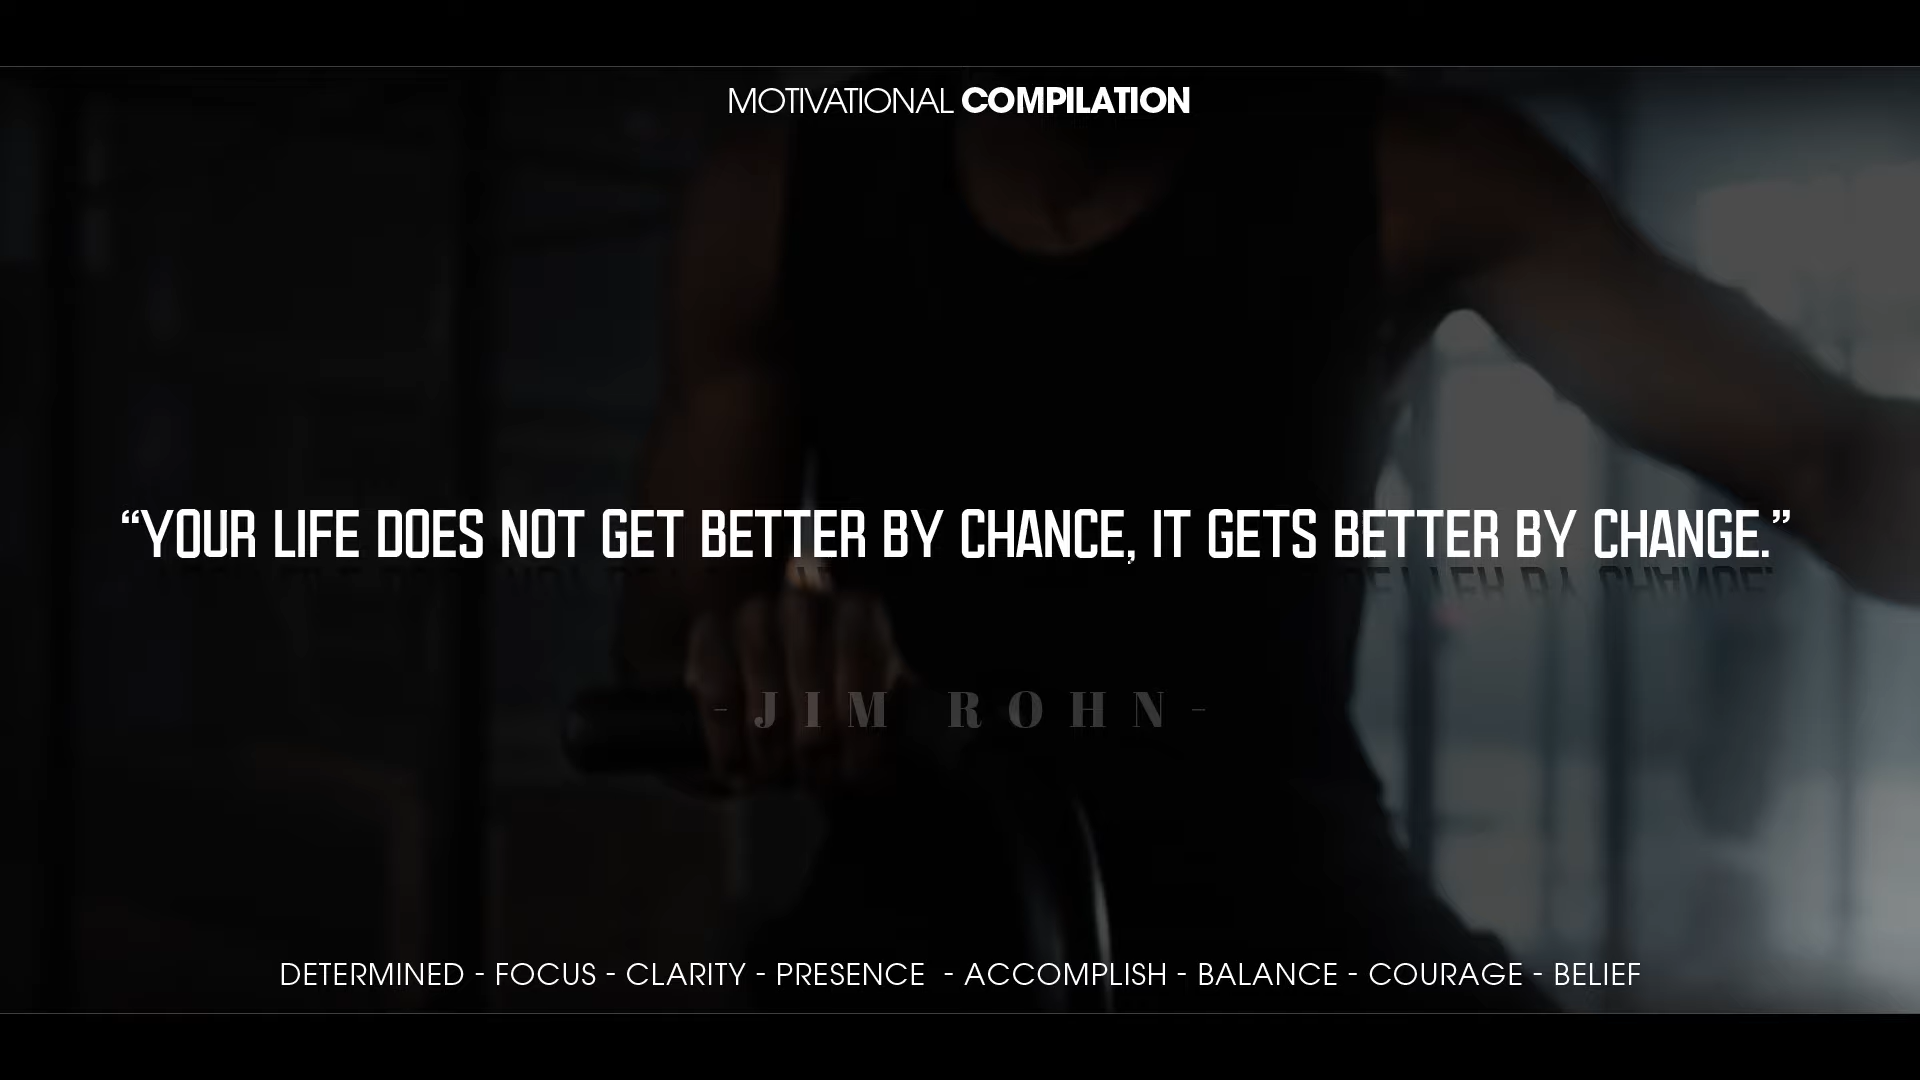 MOTIVATIONAL COMPILATION
“YOUR LIFE DOES NOT GET BETTER BY CHANCE, IT GETS BETTER BY CHANGE.”
- JIM ROHN -
DETERMINED - FOCUS - CLARITY - PRESENCE - ACCOMPLISH - BALANCE - COURAGE - BELIEF